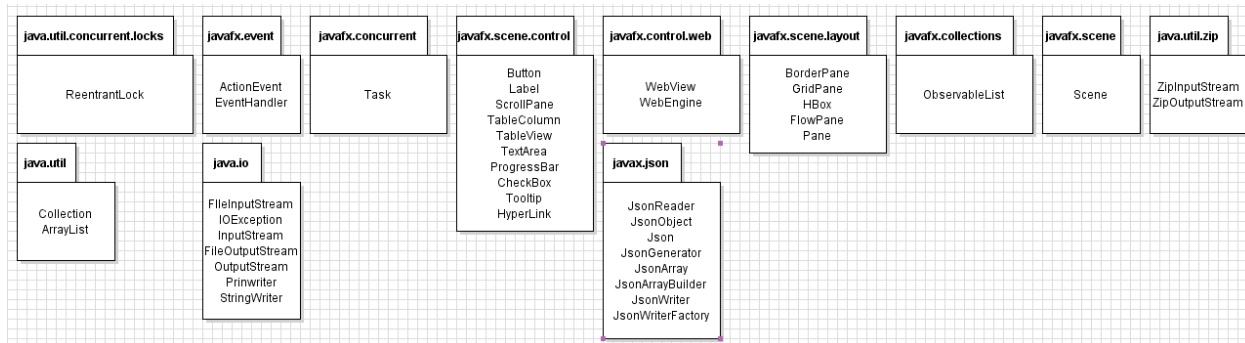 java.util.concurrent.locks
ReentrantLock
javafx.event
ActionEvent
EventHandler
javafx.concurrent
Task
javafx.scene.control
Button
Label
ScrollPane
TableColumn
TableView
TextArea
ProgressBar
CheckBox
Tooltip
HyperLink
javafx.control.web
WebView
WebEngine
javafx.scene.layout
BorderPane
GridPane
HBox
FlowPane
Pane
javafx.collections
ObservableList
javafx.scene
Scene
java.util.zip
ZipInputStream
ZipOutputStream
java.util
Collection
ArrayList
java.io
FIleInputStream
IOException
InputStream
FileOutputStream
OutputStream
Prinwriter
StringWriter
javax.json
JsonReader
JsonObject
Json
JsonGenerator
JsonArray
JsonArrayBuilder
JsonWriter
JsonWriterFactory